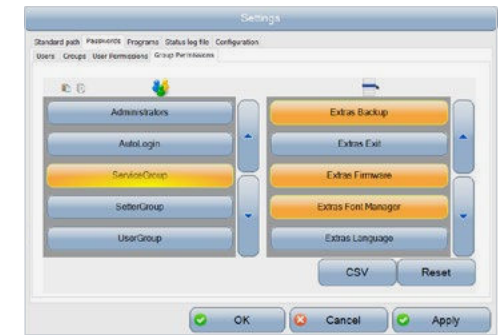 Settings
Standard path Passwords Programs Status log file Configuration
Users Groups User Permissions Group Permissions
Administrators
Extras Backup
AutoLogin
Extras Exit
ServiceGroup
Extras Firmware
SetterGroup
Extras Font Manager
UserGroup
Extras Language
CSV
Reset
OK
Cancel
Apply